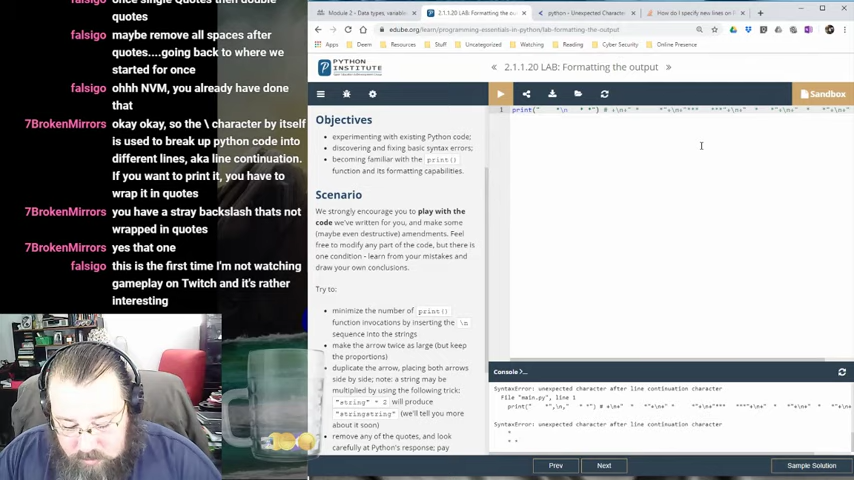 once single Quotes then double
quotes
falsigo maybe remove all spaces after
quotes....going back to where we
started for once
falsigo ohhh NVM, you already have done
that
7BrokenMirrors okay okay, so the \ character by itself
is used to break up python code into
different lines, aka line continuation.
If you want to print it, you have to
wrap it in quotes
7BrokenMirrors you have a stray backslash thats not
wrapped in quotes
7BrokenMirrors yes that one
falsigo this is the first time I'm not watching
gameplay on Twitch and it's rather
interesting
Module 2 - Data types, variable
2.1.1.20 LAB: Formatting the ou
python - Unexpected Character
How do I specify new lines on P
edube.org/learn/programming-essentials-in-python/lab-formatting-the-output
Apps Deem Resources Stuff Uncategorized Watching Reading Cyber Security Online Presence
PYTHON
INSTITUTE
« 2.1.1.20 LAB: Formatting the output »
Sandbox
Objectives
• experimenting with existing Python code;
• discovering and fixing basic syntax errors;
• becoming familiar with the print()
function and its formatting capabilities.
Scenario
We strongly encourage you to play with the
code we've written for you, and make some
(maybe even destructive) amendments. Feel
free to modify any part of the code, but there is
one condition - learn from your mistakes and
draw your own conclusions.
Try to:
• minimize the number of print()
function invocations by inserting the \n
sequence into the strings
• make the arrow twice as large (but keep
the proportions)
• duplicate the arrow, placing both arrows
side by side; note: a string may be
multiplied by using the following trick:
"string" * 2 will produce
"stringstring" (we'll tell you more
about it soon)
• remove any of the quotes, and look
carefully at Python's response; pay
1 print("    *\n   * *") # +\n+" *     *"+\n+"***   ***"+\n+"  *   *"+\n+"  *   *"+\n
Console >...
SyntaxError: unexpected character after line continuation character
File "main.py", line 1
print("    *",\n,"   * *") # +\n+" *     *"+\n+"***   ***"+\n+"  *   *"+\n+"  *   *"+\n+
SyntaxError: unexpected character after line continuation character
*
* *
Prev Next Sample Solution